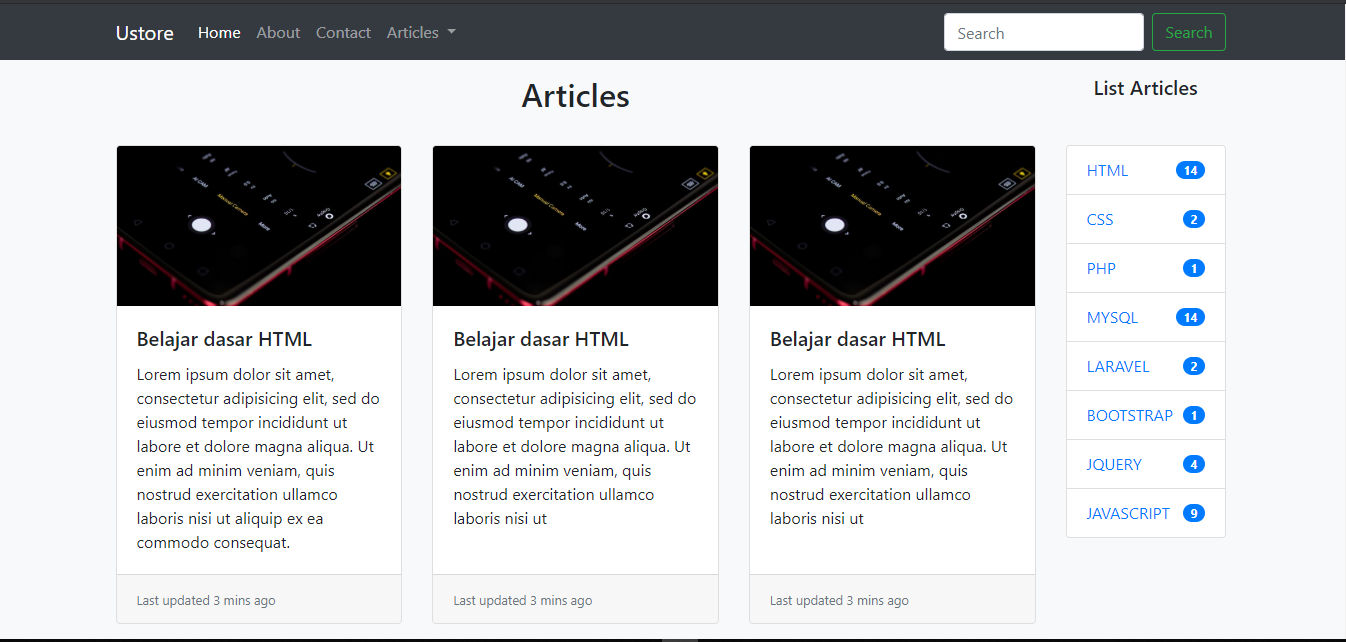 Ustore Home About Contact Articles Search Search
Articles
List Articles
Belajar dasar HTML
Lorem ipsum dolor sit amet,
consectetur adipisicing elit, sed do
eiusmod tempor incididunt ut
labore et dolore magna aliqua. Ut
enim ad minim veniam, quis
nostrud exercitation ullamco
laboris nisi ut aliquip ex ea
commodo consequat.
Last updated 3 mins ago
Belajar dasar HTML
Lorem ipsum dolor sit amet,
consectetur adipisicing elit, sed do
eiusmod tempor incididunt ut
labore et dolore magna aliqua. Ut
enim ad minim veniam, quis
nostrud exercitation ullamco
laboris nisi ut
Last updated 3 mins ago
Belajar dasar HTML
Lorem ipsum dolor sit amet,
consectetur adipisicing elit, sed do
eiusmod tempor incididunt ut
labore et dolore magna aliqua. Ut
enim ad minim veniam, quis
nostrud exercitation ullamco
laboris nisi ut
Last updated 3 mins ago
HTML 14
CSS 2
PHP 1
MYSQL 14
LARAVEL 2
BOOTSTRAP 1
JQUERY 4
JAVASCRIPT 9